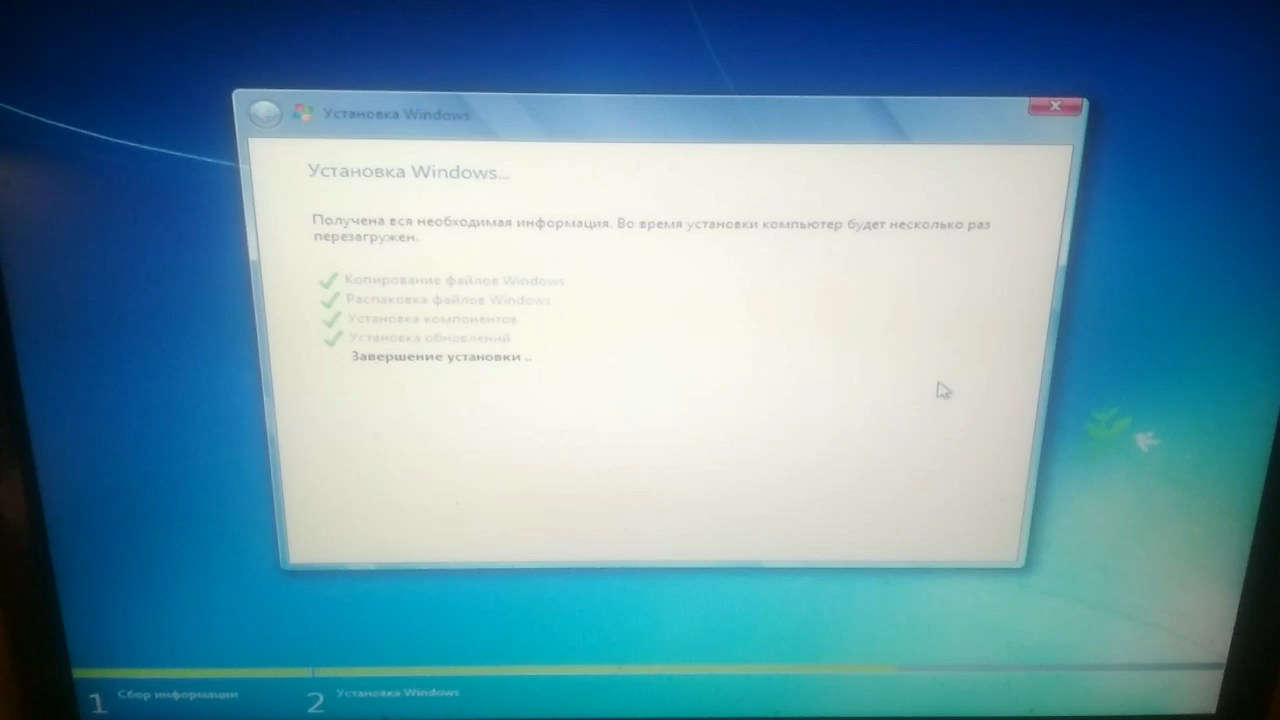 Установка Windows
Установка Windows...
Получена вся необходимая информация. Во время установки компьютер будет несколько раз
перезагружен.
Копирование файлов Windows
Распаковка файлов Windows
Установка компонентов
Установка обновлений
Завершение установки ..
1 Сбор информации
2 Установка Windows